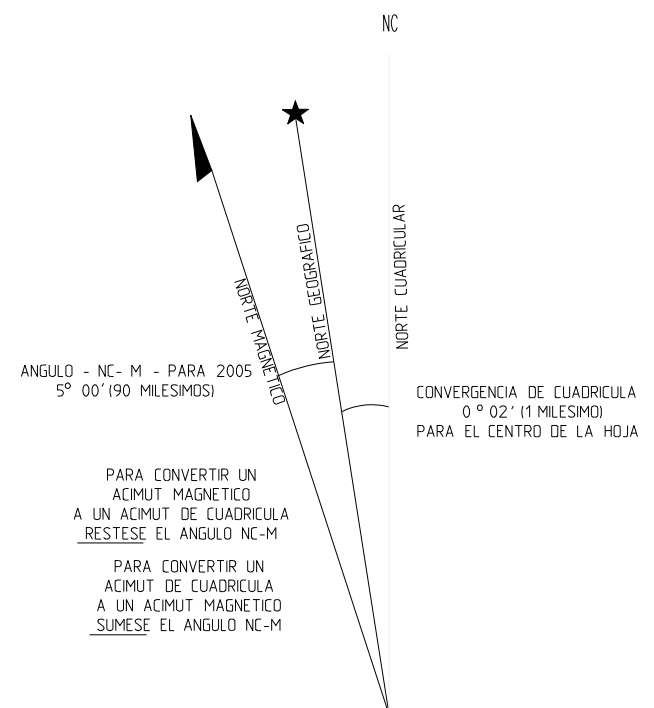 NC
NORTE CUADRICULAR
NORTE GEOGRAFICO
NORTE MAGNETICO
ANGULO - NC- M - PARA 2005
5° 00´(90 MILESIMOS)
CONVERGENCIA DE CUADRICULA
0 ° 02´ (1 MILESIMO)
PARA EL CENTRO DE LA HOJA
PARA CONVERTIR UN
ACIMUT MAGNETICO
A UN ACIMUT DE CUADRICULA
RESTESE EL ANGULO NC-M
PARA CONVERTIR UN
ACIMUT DE CUADRICULA
A UN ACIMUT MAGNETICO
SUMESE EL ANGULO NC-M